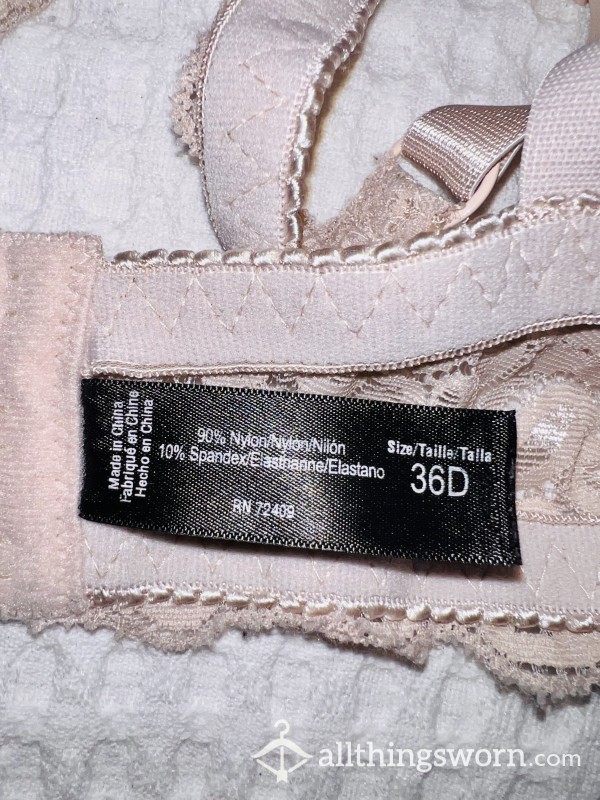 Made in China
Fabriqué en Chine
Hecho en China
90% Nylon/Nylon/Nilón
10% Spandex/Élasthanne/Elastano
RN 72409
Size/Taille/Talla
36D
allthingsworn.com